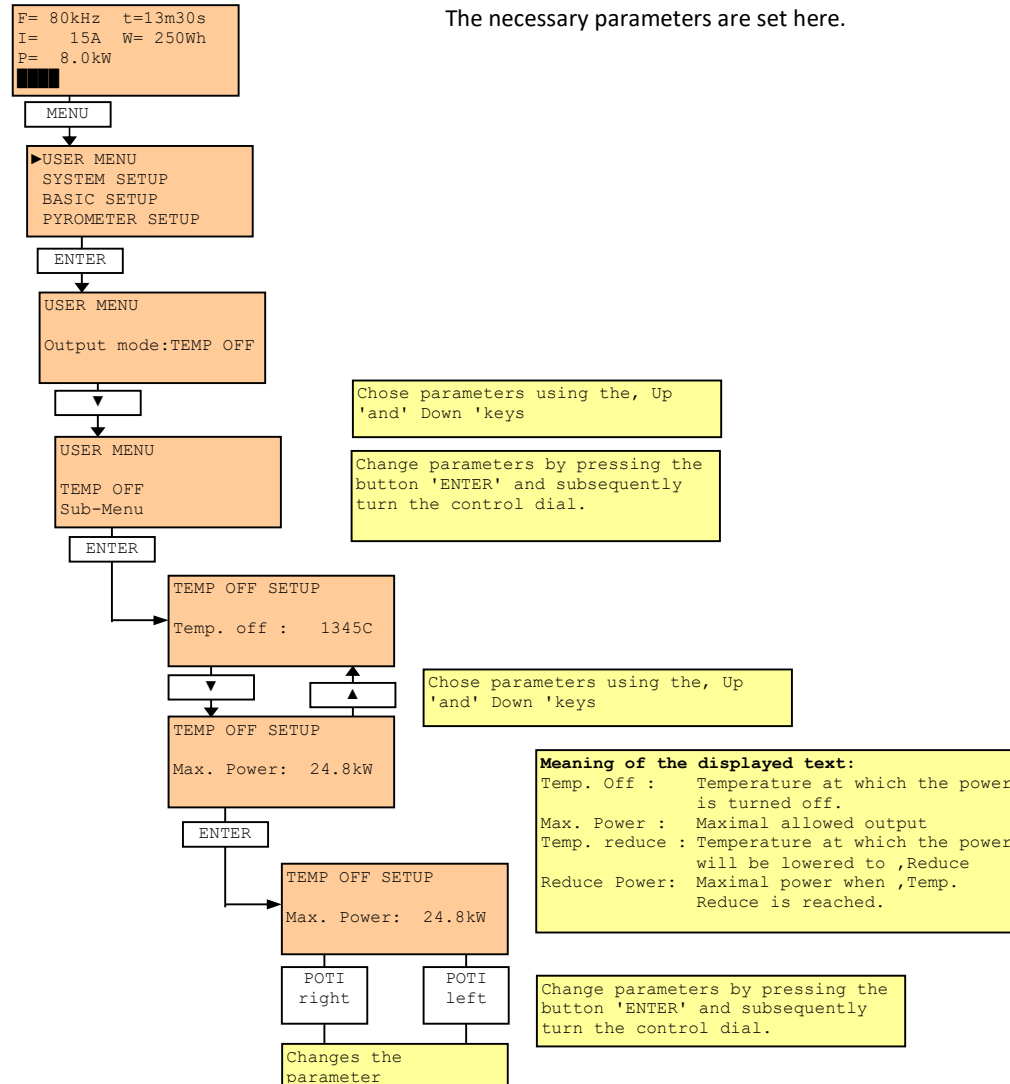 The necessary parameters are set here.
F= 80kHz t=13m30s
I= 15A W= 250Wh
P= 8.0kW
MENU
►USER MENU
SYSTEM SETUP
BASIC SETUP
PYROMETER SETUP
ENTER
USER MENU
Output mode:TEMP OFF
▼
Chose parameters using the, Up
'and' Down 'keys
USER MENU
TEMP OFF
Sub-Menu
Change parameters by pressing the
button 'ENTER' and subsequently
turn the control dial.
ENTER
TEMP OFF SETUP
Temp. off : 1345C
▼
▲
Chose parameters using the, Up
'and' Down 'keys
TEMP OFF SETUP
Max. Power: 24.8kW
ENTER
Meaning of the displayed text:
Temp. Off : Temperature at which the power
is turned off.
Max. Power : Maximal allowed output
Temp. reduce : Temperature at which the power
will be lowered to ,Reduce
Reduce Power: Maximal power when ,Temp.
Reduce is reached.
TEMP OFF SETUP
Max. Power: 24.8kW
POTI
right
POTI
left
Change parameters by pressing the
button 'ENTER' and subsequently
turn the control dial.
Changes the
parameter